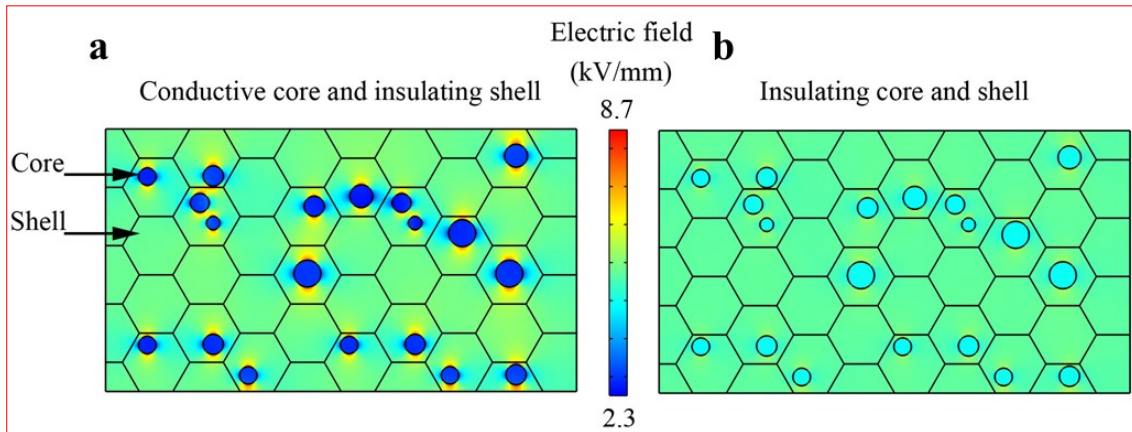 a
Conductive core and insulating shell
Core
Shell
Electric field
(kV/mm)
8.7
2.3
b
Insulating core and shell